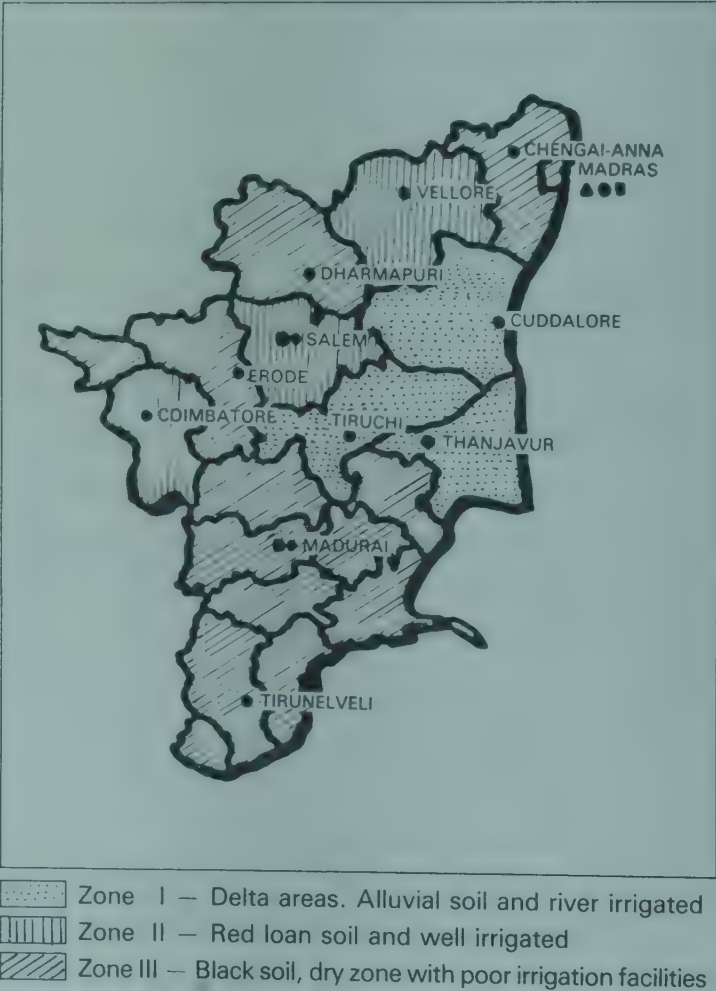 CHENGAI-ANNA
MADRAS
VELLORE
DHARMAPURI
CUDDALORE
SALEM
ERODE
COIMBATORE
TIRUCHI
THANJAVUR
MADURAI
TIRUNELVELI
Zone I – Delta areas. Alluvial soil and river irrigated
Zone II – Red loan soil and well irrigated
Zone III – Black soil, dry zone with poor irrigation facilities